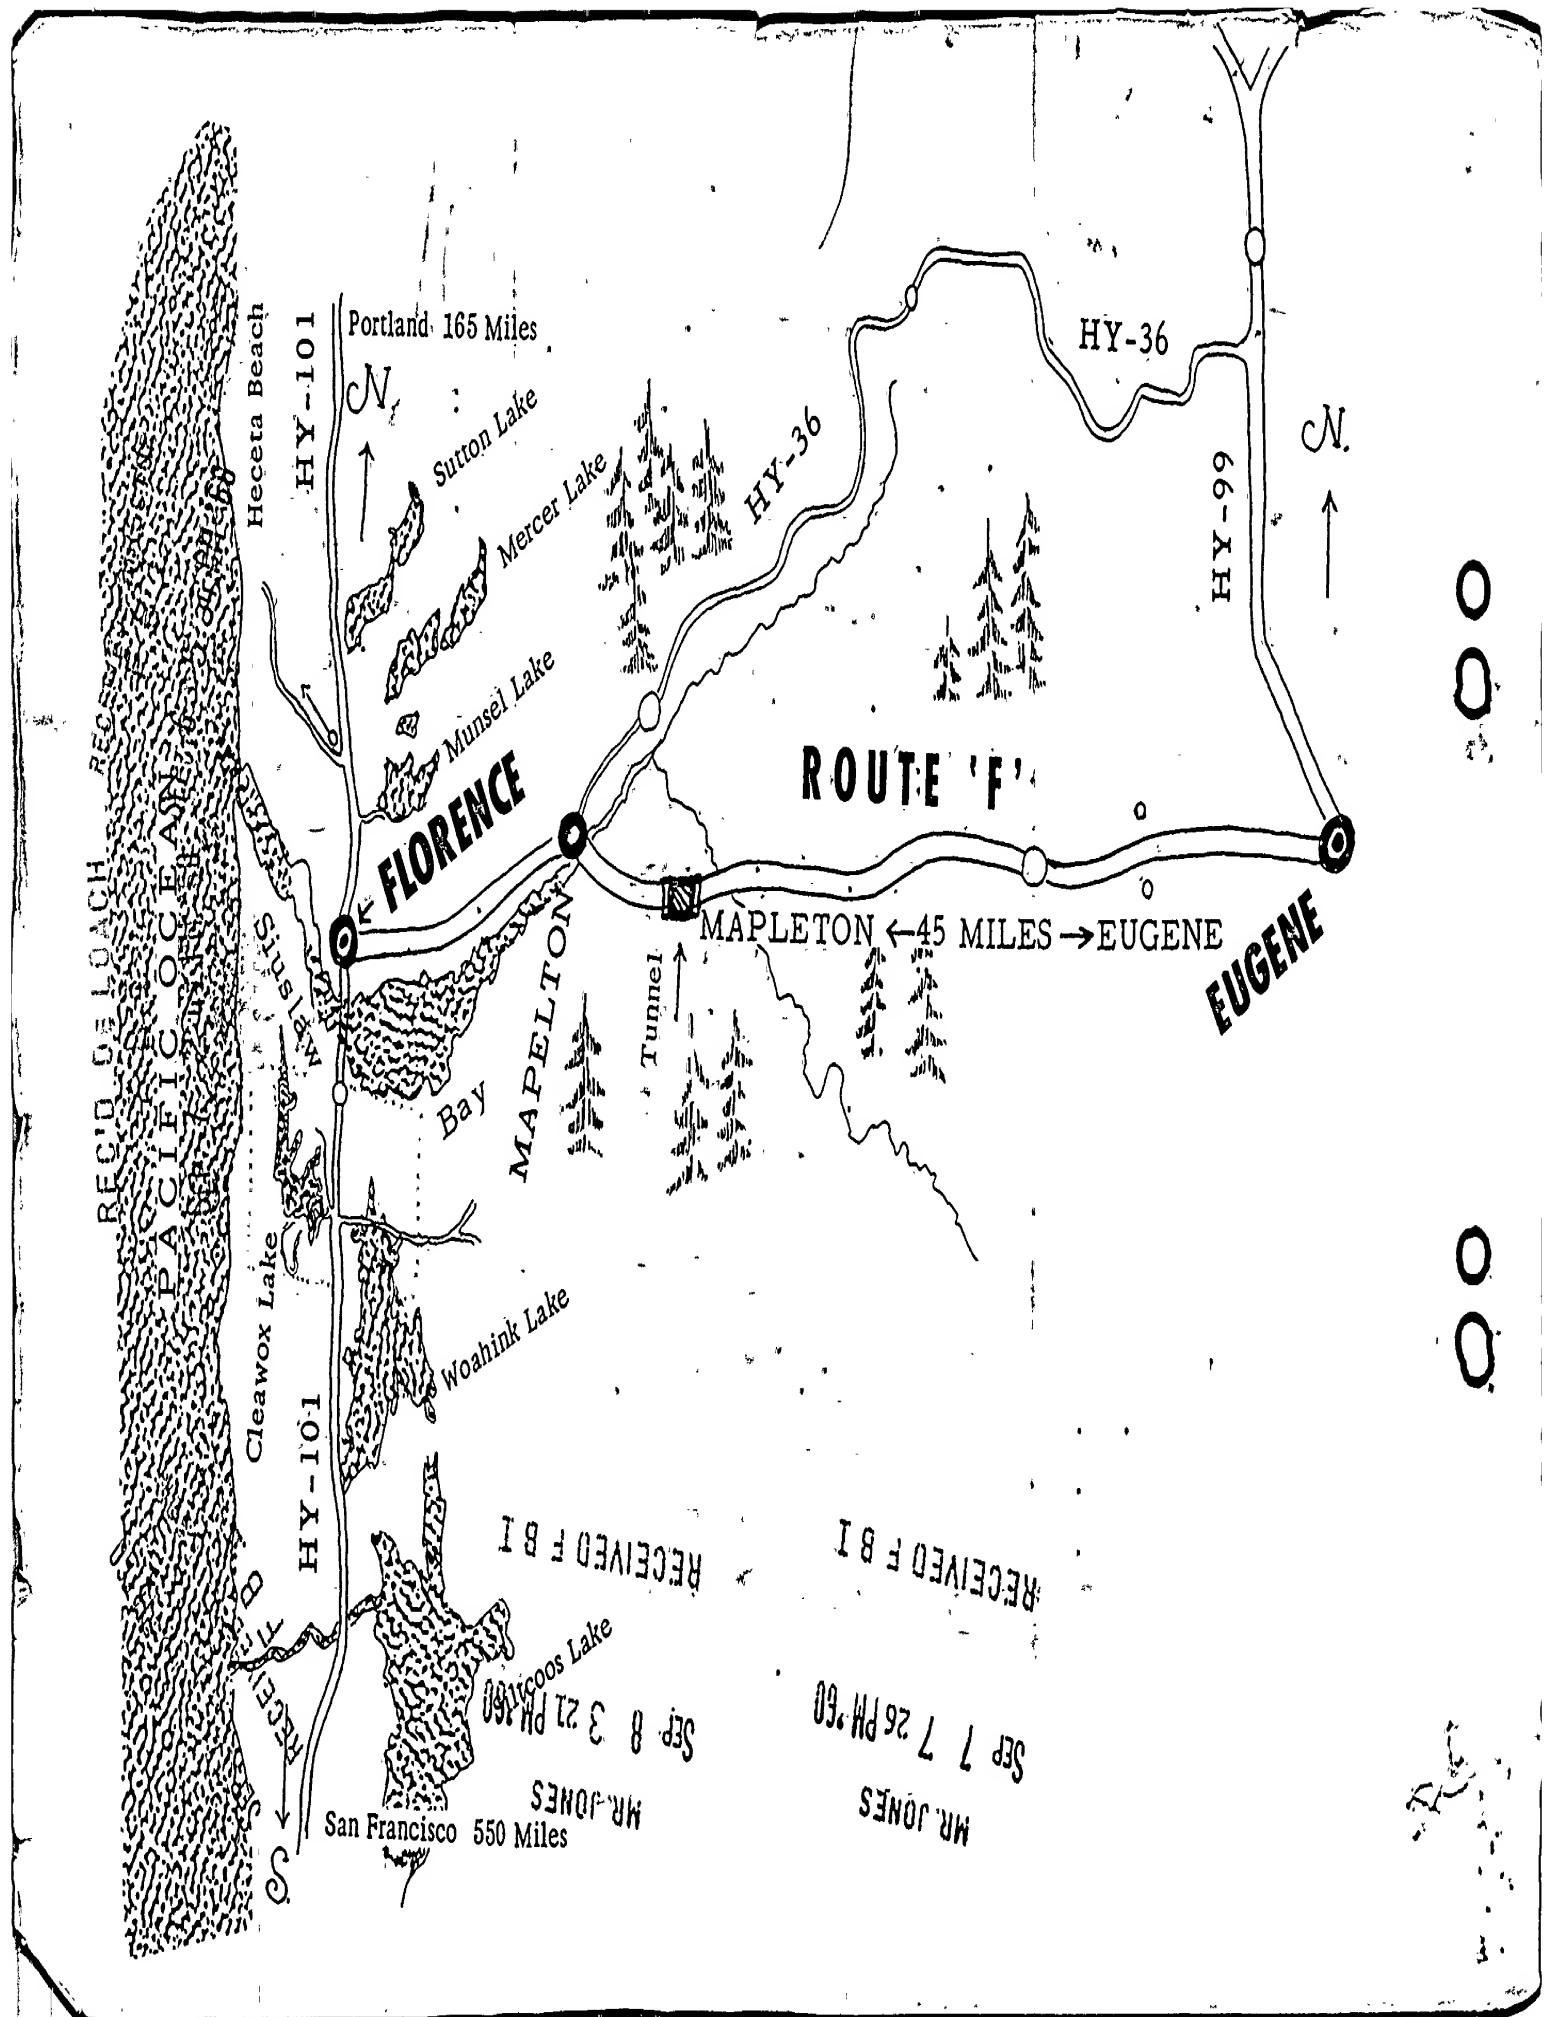 Portland 165 Miles
N
HY-101
Heceta Beach
Sutton Lake
Mercer Lake
Munsel Lake
HY-36
HY-36
HY-99
N.
FLORENCE
ROUTE 'F'
MAPLETON ←45 MILES→EUGENE
EUGENE
MAPELTON
Tunnel
Siuslaw
Bay
PACIFIC OCEAN
REC'D DE LOACH
Cleawox Lake
Woahink Lake
HY-101
RECEIVED F B I
SEP 8 3 21 PM '60
MR. JONES
RECEIVED F B I
SEP 7 7 26 PM '60
MR. JONES
Lake
San Francisco 550 Miles
S.